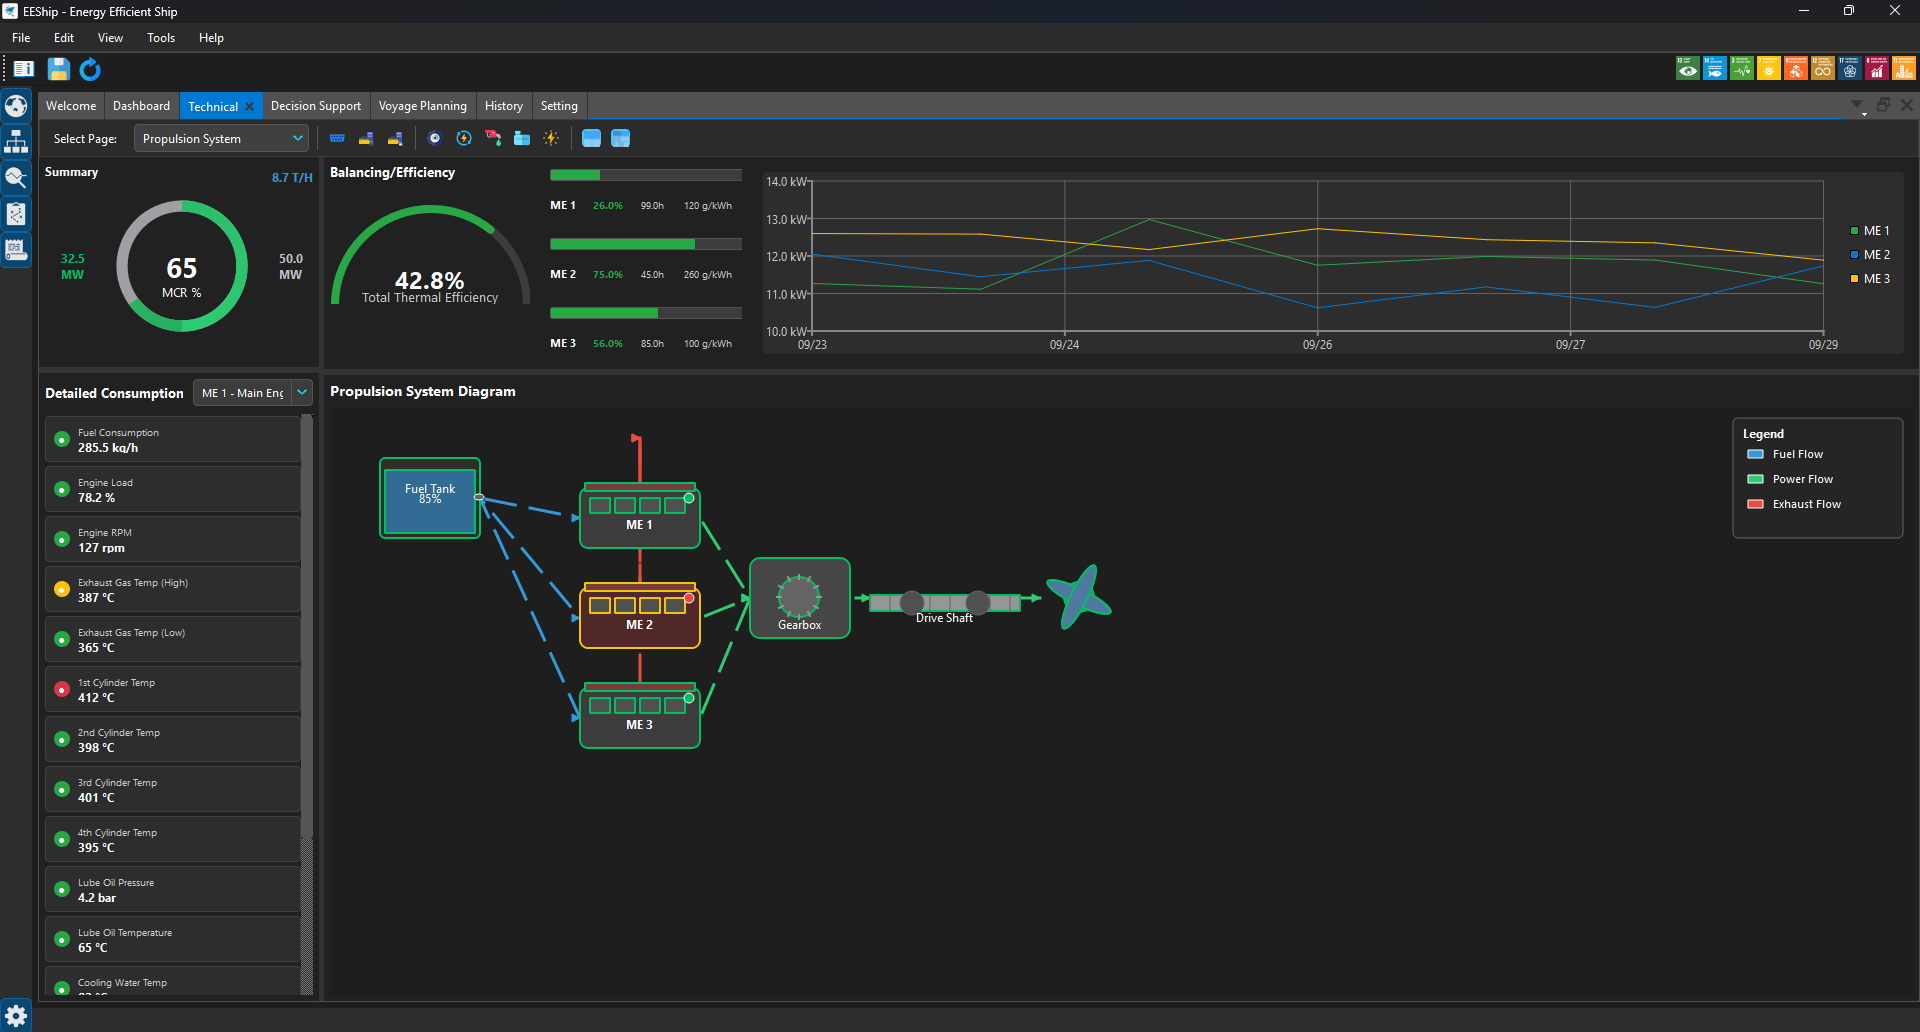 EEShip - Energy Efficient Ship
File Edit View Tools Help
Welcome Dashboard Technical Decision Support Voyage Planning History Setting
Select Page: Propulsion System
Summary
8.7 T/H
32.5 MW
65
MCR %
50.0 MW
Balancing/Efficiency
42.8%
Total Thermal Efficiency
ME 1 26.0% 99.0h 120 g/kWh
ME 2 75.0% 45.0h 260 g/kWh
ME 3 56.0% 85.0h 100 g/kWh
14.0 kW
13.0 kW
12.0 kW
11.0 kW
10.0 kW
09/23 09/24 09/26 09/27 09/29
ME 1
ME 2
ME 3
Detailed Consumption ME 1 - Main Eng
Fuel Consumption
285.5 kg/h
Engine Load
78.2 %
Engine RPM
127 rpm
Exhaust Gas Temp (High)
387 °C
Exhaust Gas Temp (Low)
365 °C
1st Cylinder Temp
412 °C
2nd Cylinder Temp
398 °C
3rd Cylinder Temp
401 °C
4th Cylinder Temp
395 °C
Lube Oil Pressure
4.2 bar
Lube Oil Temperature
65 °C
Cooling Water Temp
Propulsion System Diagram
Fuel Tank
85%
ME 1
ME 2
ME 3
Gearbox
Drive Shaft
Legend
Fuel Flow
Power Flow
Exhaust Flow